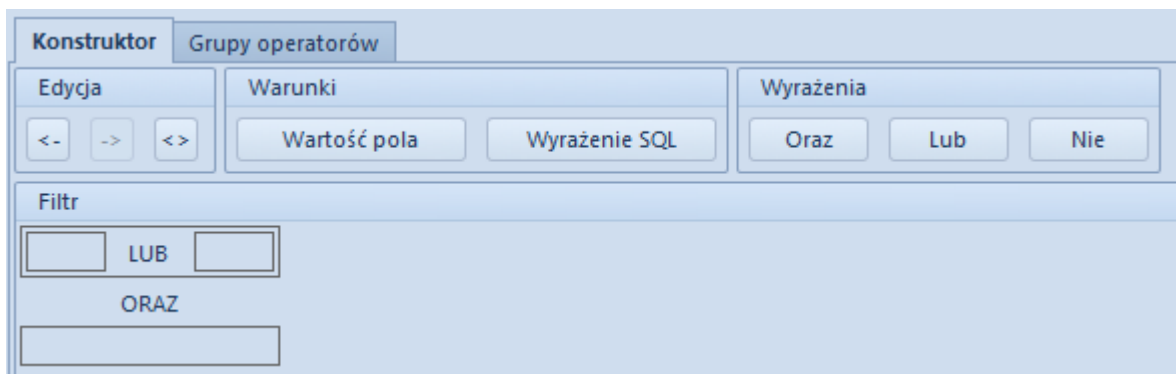 Konstruktor Grupy operatorów
Edycja Warunki Wyrażenia
<- -> <> Wartość pola Wyrażenie SQL Oraz Lub Nie
Filtr
LUB
ORAZ